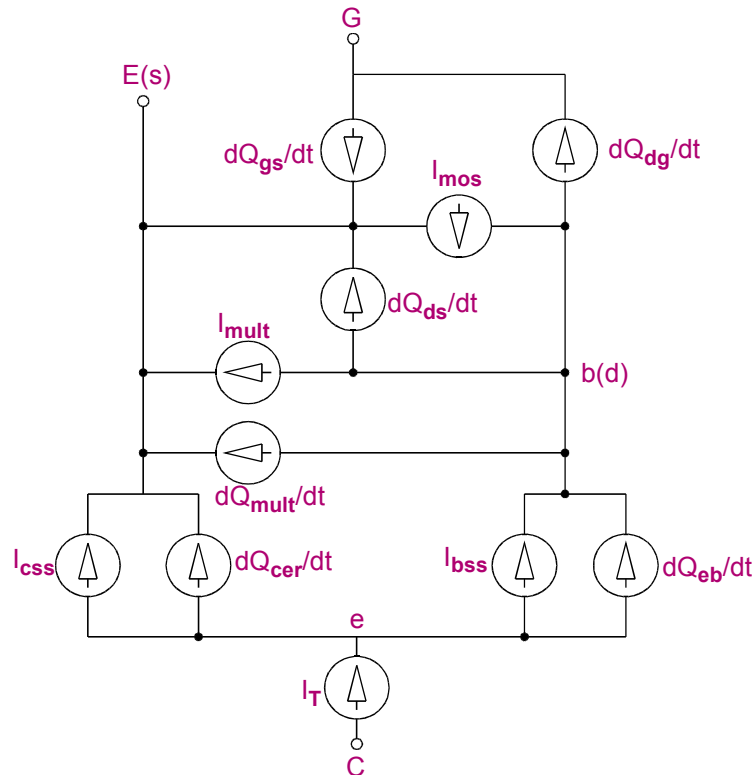 G
E(s)
dQgs/dt
dQdg/dt
Imos
dQds/dt
Imult
b(d)
dQmult/dt
Icss
dQcer/dt
Ibss
dQeb/dt
e
IT
C